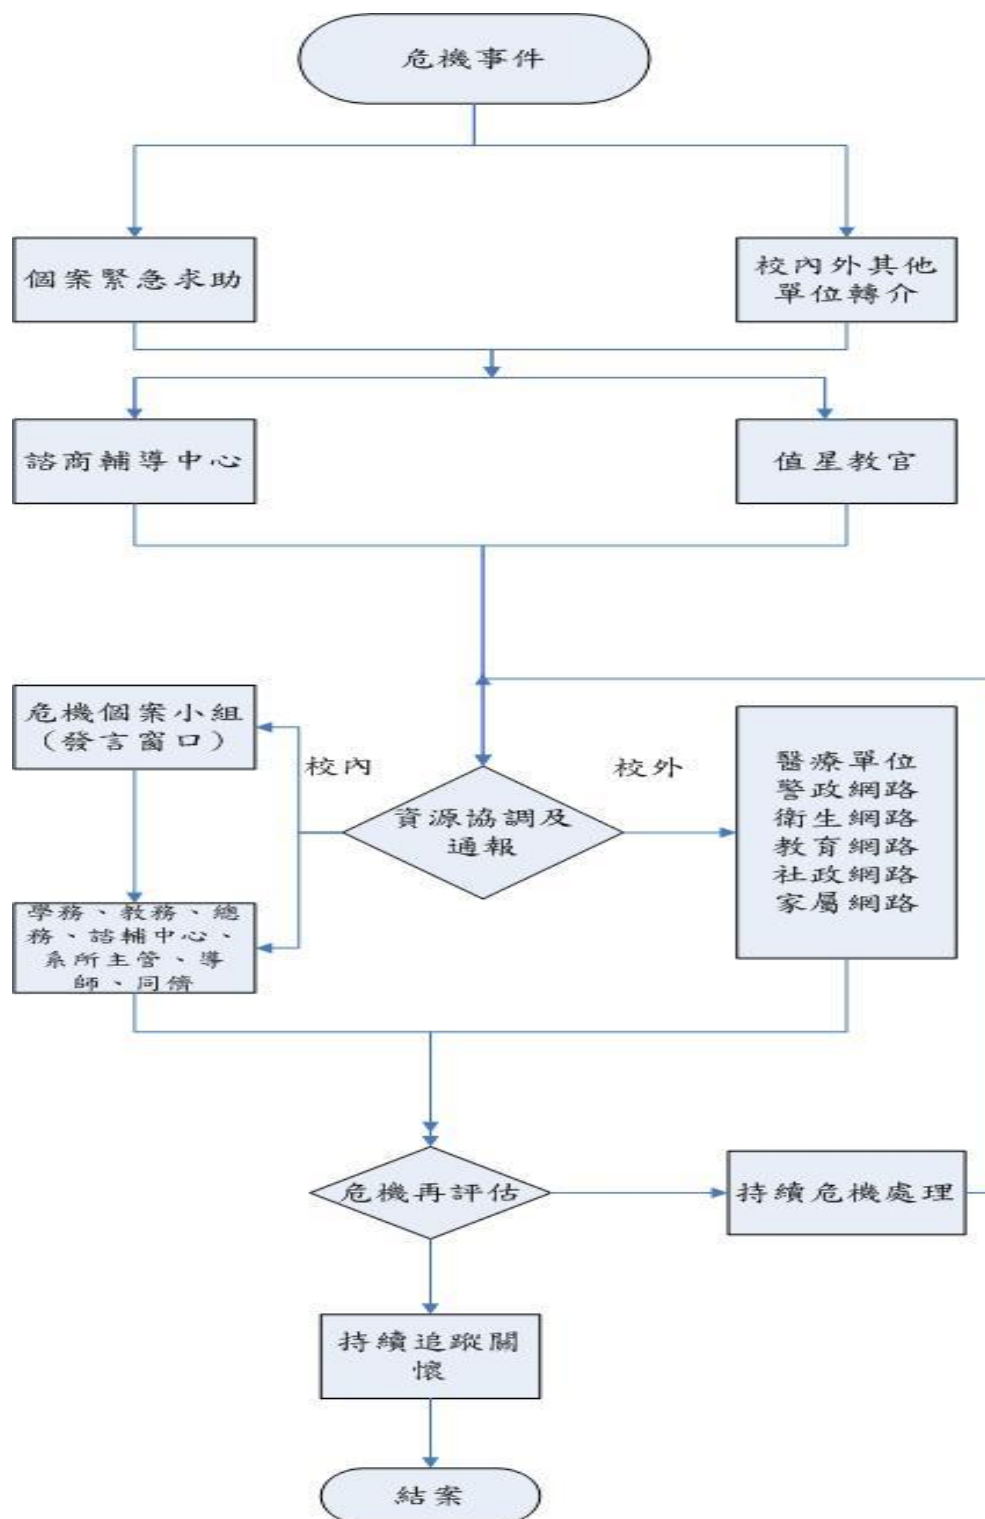 危機事件
個案緊急求助
校內外其他
單位轉介
諮商輔導中心
值星教官
危機個案小組
（發言窗口）
校內
資源協調及
通報
校外
醫療單位
警政網路
衛生網路
教育網路
社政網路
家屬網路
學務、教務、總
務、諮輔中心、
系所主管、導
師、同儕
危機再評估
持續危機處理
持續追蹤關
懷
結案